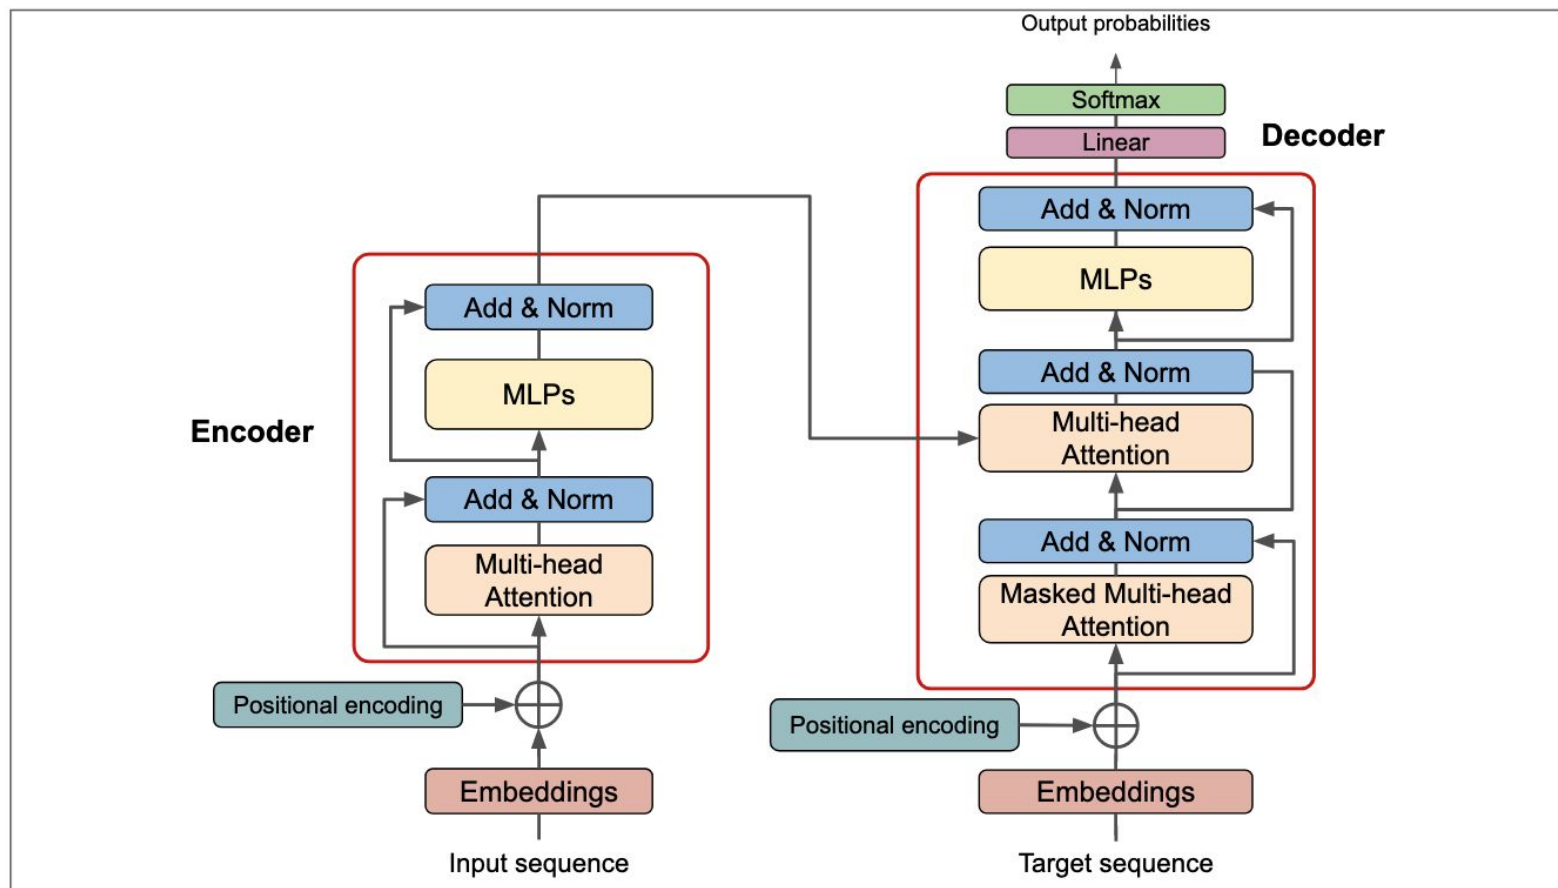 Output probabilities
Softmax
Linear
Decoder
Add & Norm
MLPs
Add & Norm
Multi-head
Attention
Add & Norm
Masked Multi-head
Attention
Positional encoding
Embeddings
Target sequence
Encoder
Add & Norm
MLPs
Add & Norm
Multi-head
Attention
Positional encoding
Embeddings
Input sequence